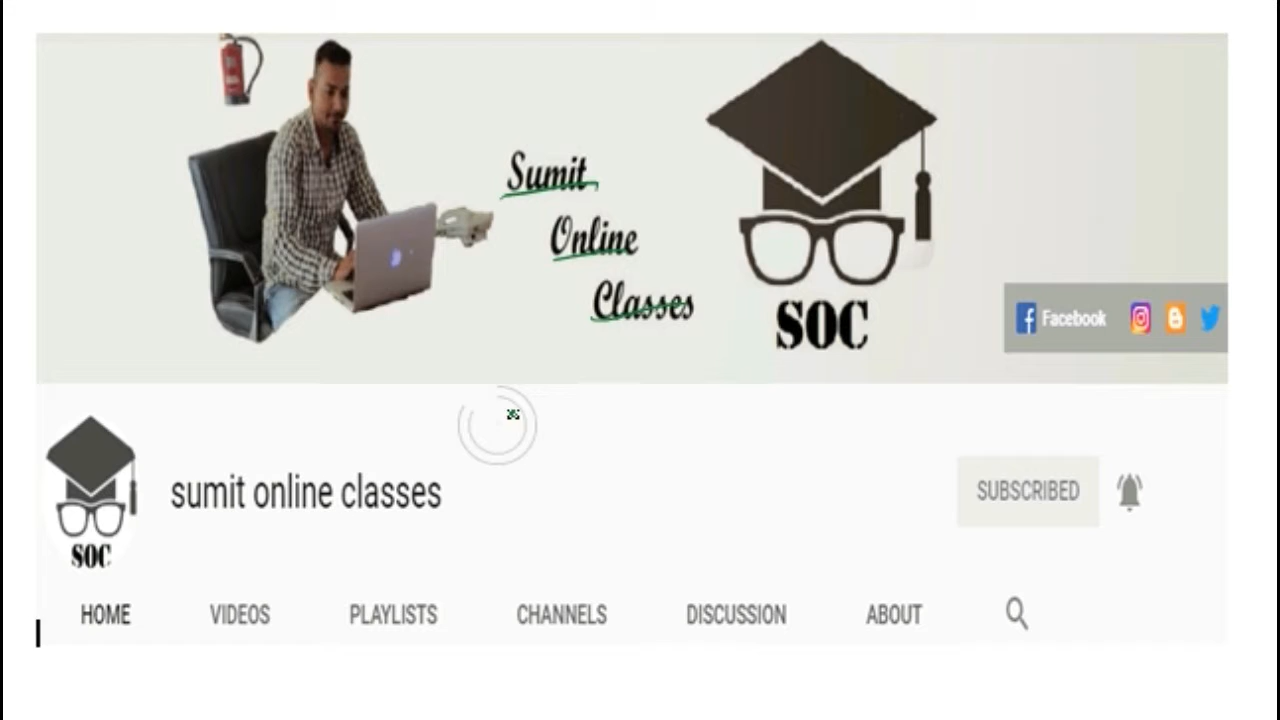 Sumit
Online
Classes
SOC
Facebook
sumit online classes
SUBSCRIBED
SOC
HOME VIDEOS PLAYLISTS CHANNELS DISCUSSION ABOUT